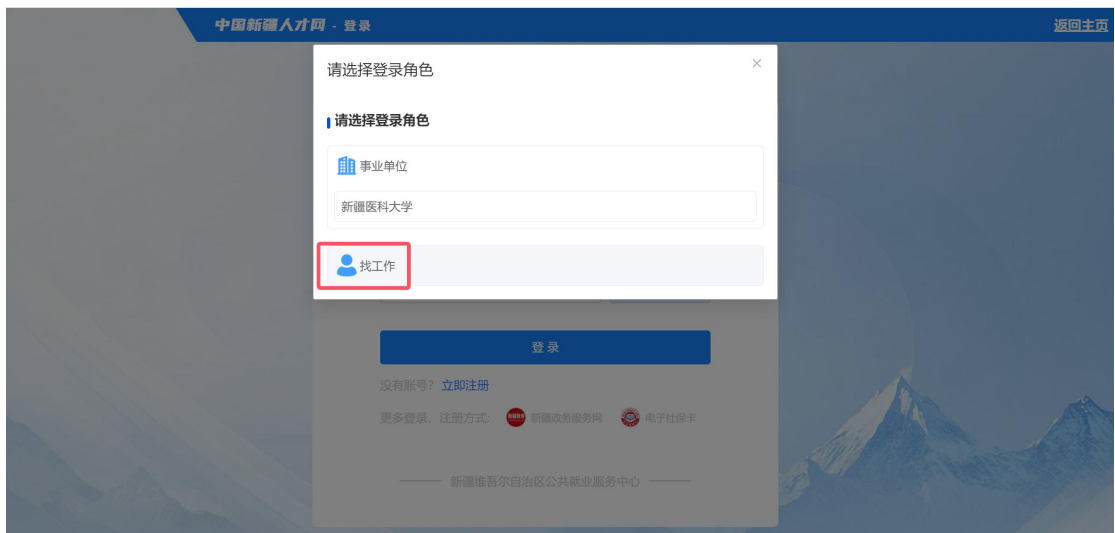 中国新疆人才网 - 登录
返回主页
请选择登录角色
请选择登录角色
事业单位
新疆医科大学
找工作
登录
没有账号？ 立即注册
更多登录、注册方式: 新疆政务服务网 电子社保卡
新疆维吾尔自治区公共就业服务中心